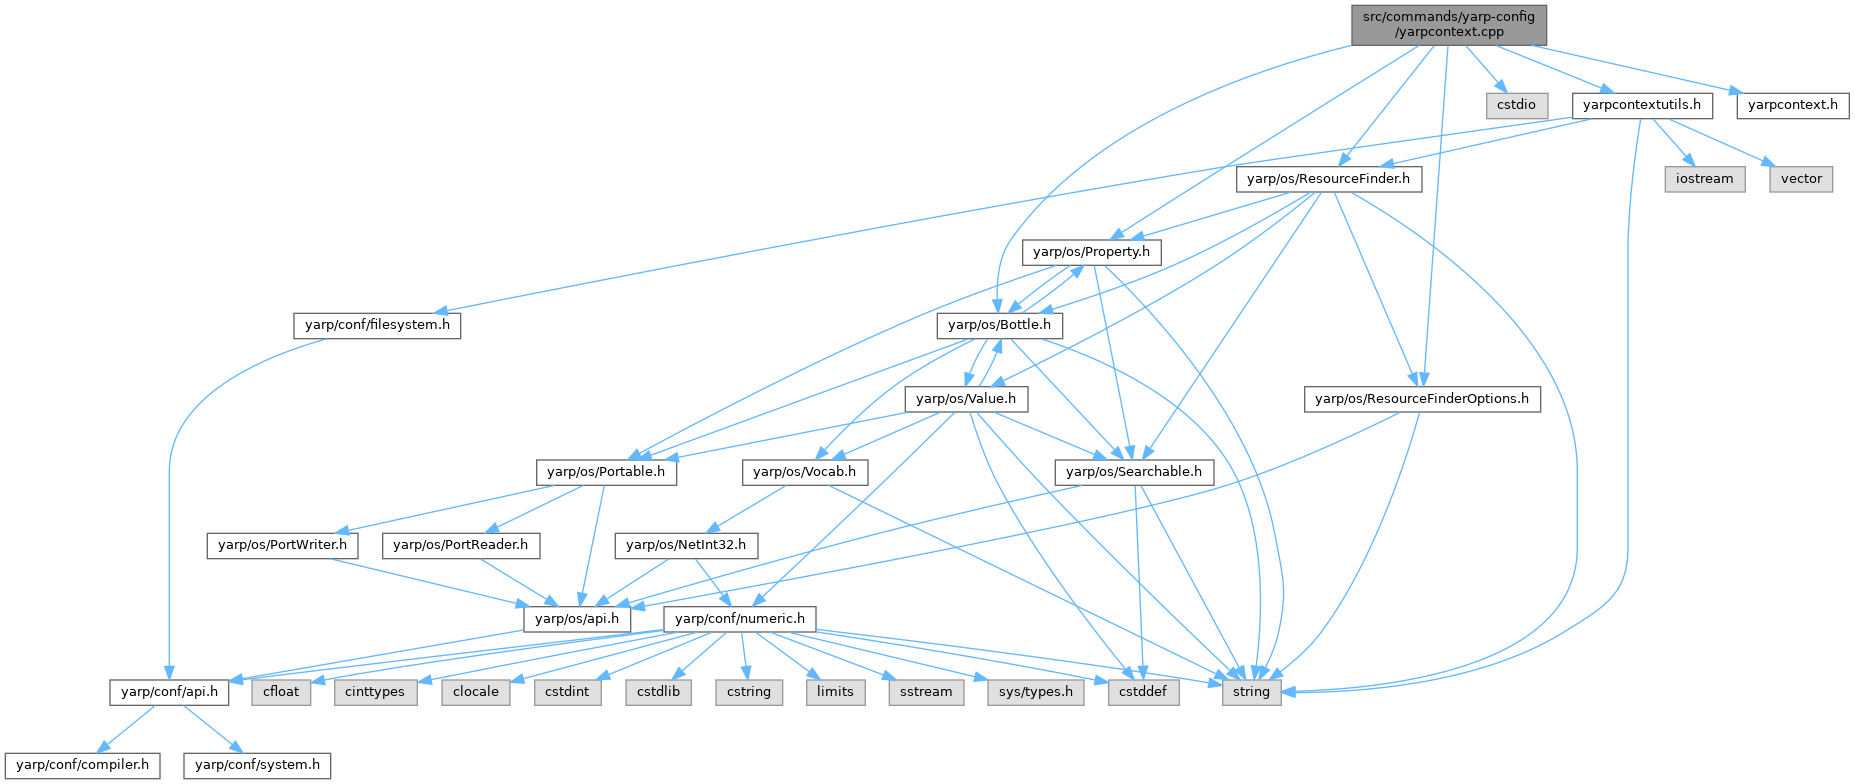 src/commands/yarp-config
/yarpcontext.cpp
cstdio
yarpcontextutils.h
yarpcontext.h
yarp/os/ResourceFinder.h
iostream
vector
yarp/os/Property.h
yarp/conf/filesystem.h
yarp/os/Bottle.h
yarp/os/Value.h
yarp/os/ResourceFinderOptions.h
yarp/os/Portable.h
yarp/os/Vocab.h
yarp/os/Searchable.h
yarp/os/PortWriter.h
yarp/os/PortReader.h
yarp/os/NetInt32.h
yarp/os/api.h
yarp/conf/numeric.h
yarp/conf/api.h
cfloat
cinttypes
clocale
cstdint
cstdlib
cstring
limits
sstream
sys/types.h
cstddef
string
yarp/conf/compiler.h
yarp/conf/system.h